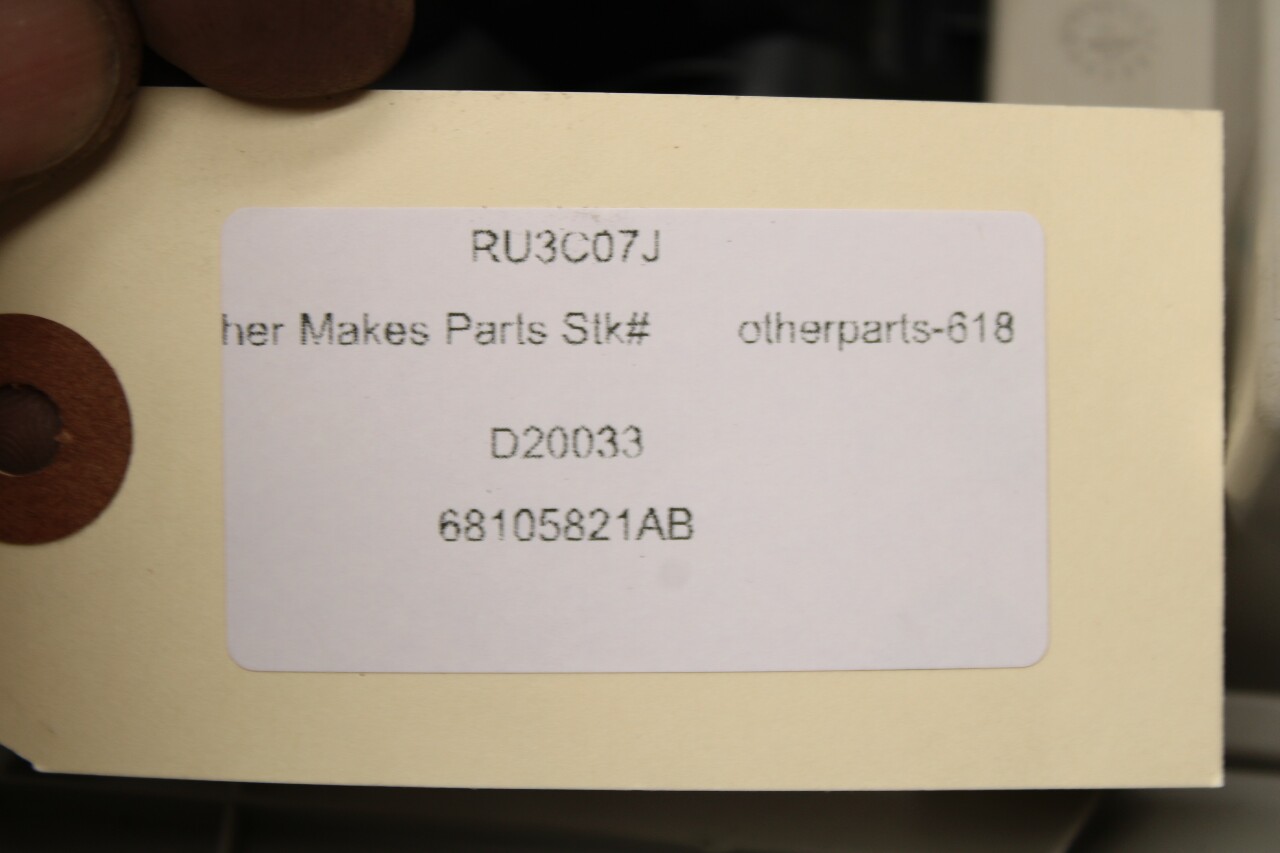 RU3C07J
her Makes Parts Stk# otherparts-618
D20033
68105821AB